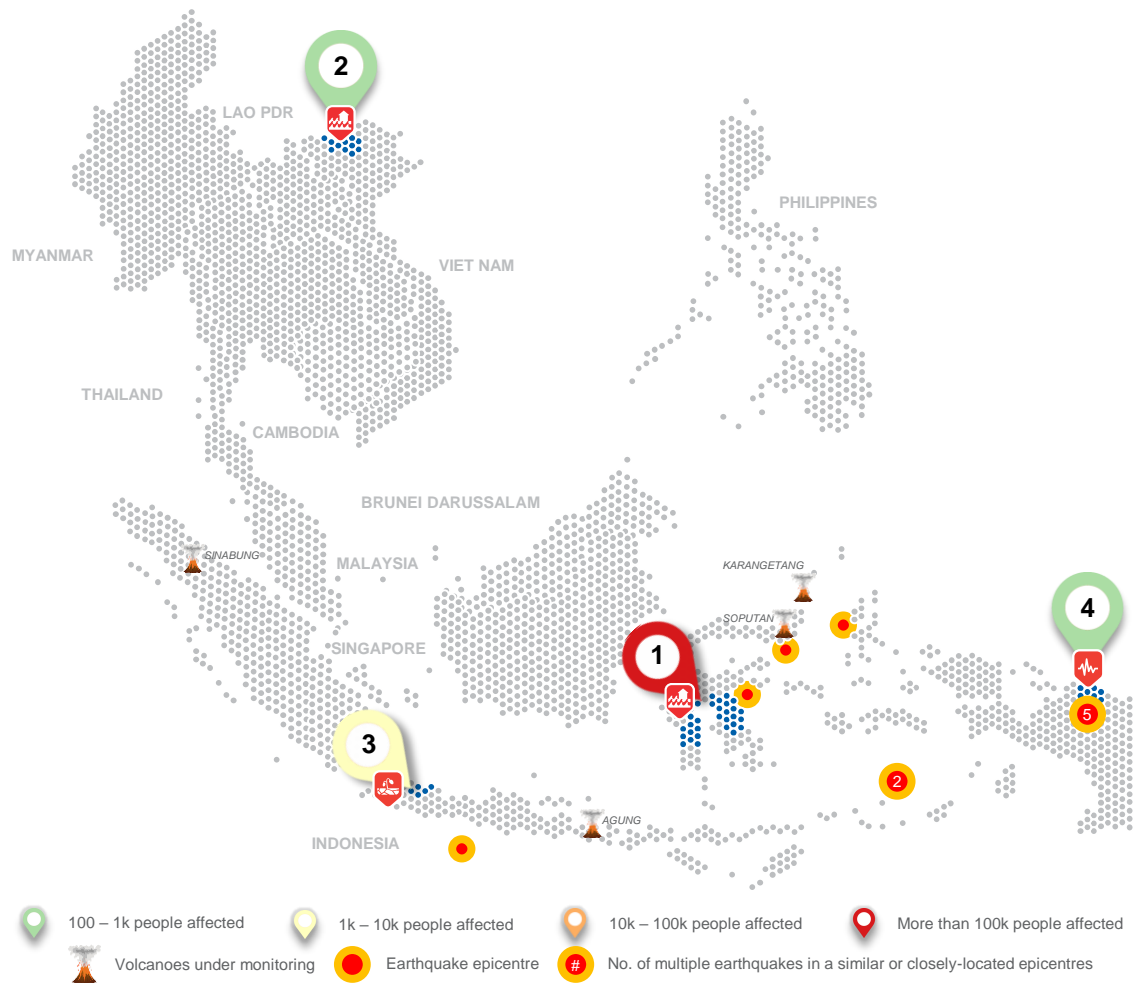 2
LAO PDR
PHILIPPINES
MYANMAR
VIET NAM
THAILAND
CAMBODIA
BRUNEI DARUSSALAM
SINABUNG
MALAYSIA
KARANGETANG
SOPUTAN
4
SINGAPORE
1
5
3
2
AGUNG
INDONESIA
100 – 1k people affected
1k – 10k people affected
10k – 100k people affected
More than 100k people affected
Volcanoes under monitoring
Earthquake epicentre
# No. of multiple earthquakes in a similar or closely-located epicentres